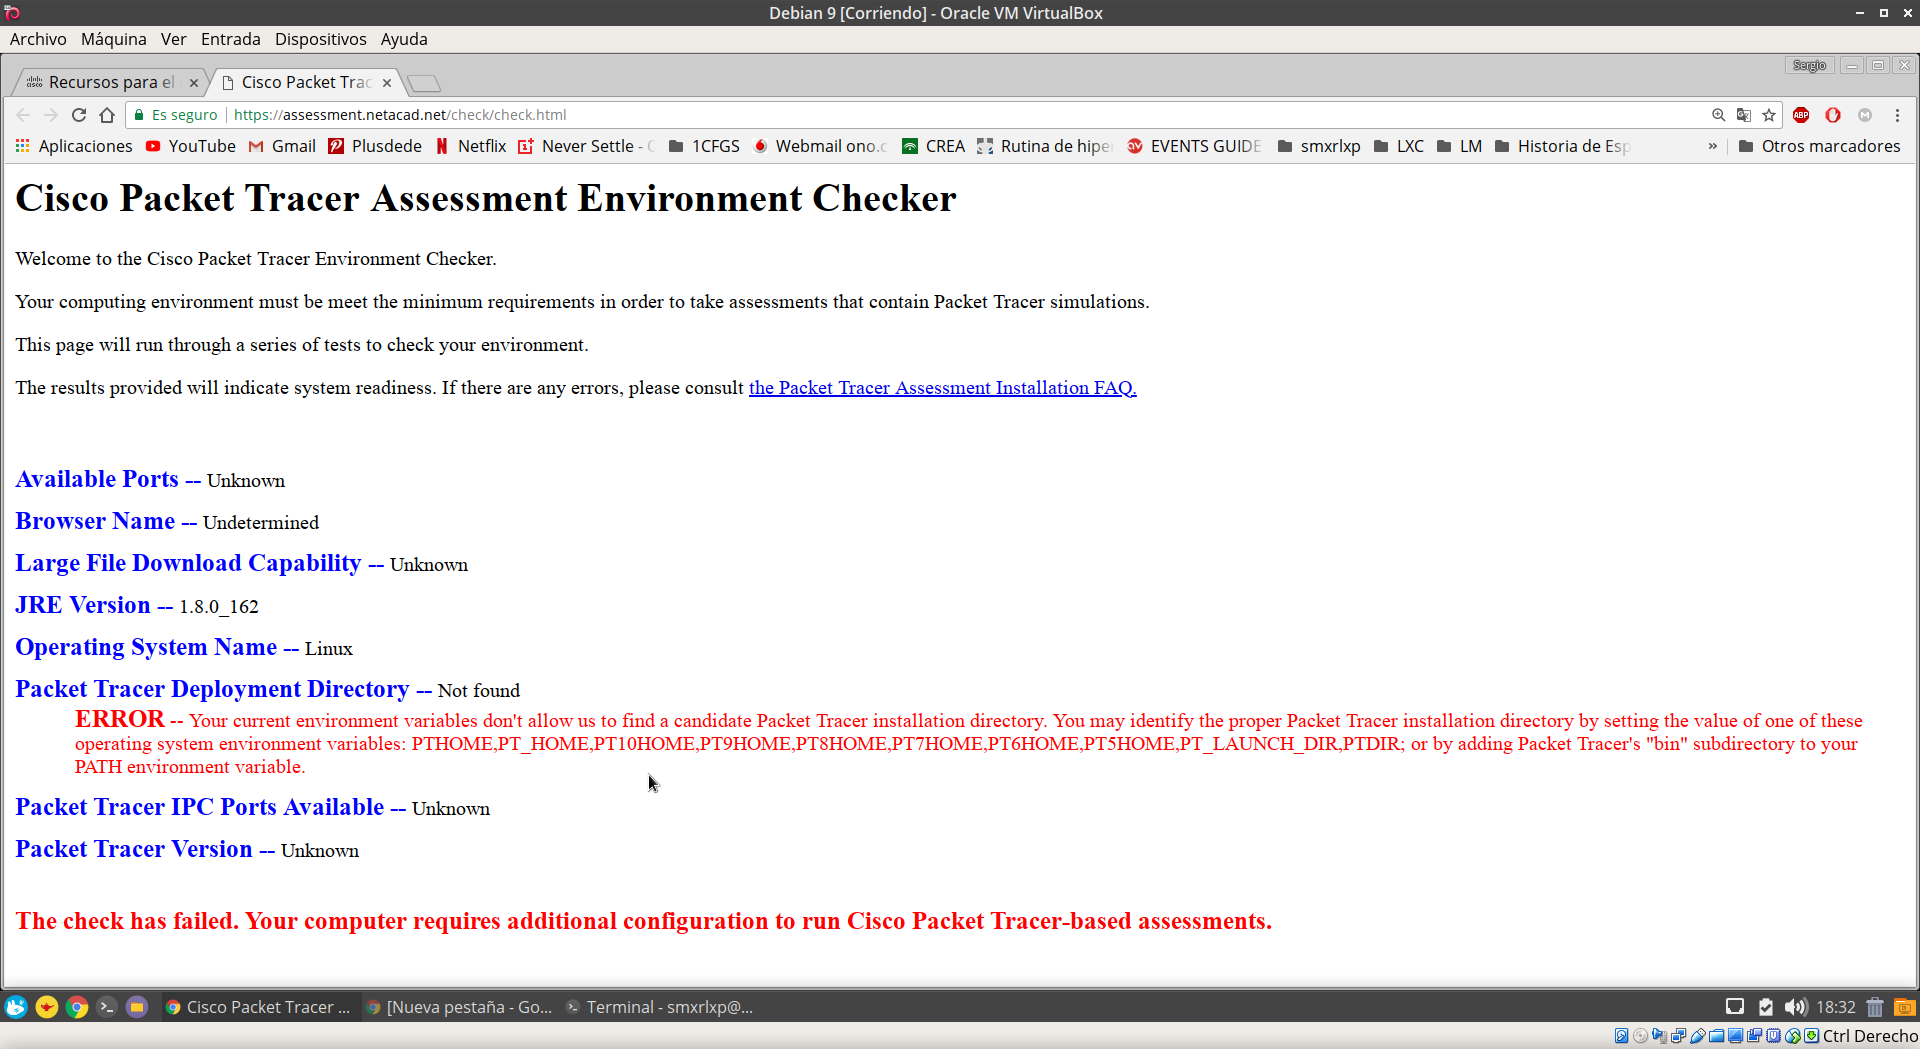 Debian 9 [Corriendo] - Oracle VM VirtualBox
Archivo Máquina Ver Entrada Dispositivos Ayuda
Recursos para el
Cisco Packet Trac
Sergio
Es seguro https://assessment.netacad.net/check/check.html
ABP M
Aplicaciones YouTube Gmail Plusdede Netflix Never Settle - 1CFGS Webmail ono.c CREA Rutina de hipe EVENTS GUIDE smxrlxp LXC LM Historia de Esp » Otros marcadores
Cisco Packet Tracer Assessment Environment Checker
Welcome to the Cisco Packet Tracer Environment Checker.
Your computing environment must be meet the minimum requirements in order to take assessments that contain Packet Tracer simulations.
This page will run through a series of tests to check your environment.
The results provided will indicate system readiness. If there are any errors, please consult the Packet Tracer Assessment Installation FAQ.
Available Ports -- Unknown
Browser Name -- Undetermined
Large File Download Capability -- Unknown
JRE Version -- 1.8.0_162
Operating System Name -- Linux
Packet Tracer Deployment Directory -- Not found
ERROR -- Your current environment variables don't allow us to find a candidate Packet Tracer installation directory. You may identify the proper Packet Tracer installation directory by setting the value of one of these
operating system environment variables: PTHOME,PT_HOME,PT10HOME,PT9HOME,PT8HOME,PT7HOME,PT6HOME,PT5HOME,PT_LAUNCH_DIR,PTDIR; or by adding Packet Tracer's "bin" subdirectory to your
PATH environment variable.
Packet Tracer IPC Ports Available -- Unknown
Packet Tracer Version -- Unknown
The check has failed. Your computer requires additional configuration to run Cisco Packet Tracer-based assessments.
Cisco Packet Tracer ... [Nueva pestaña - Go... Terminal - smxrlxp@... 18:32
Ctrl Derecho